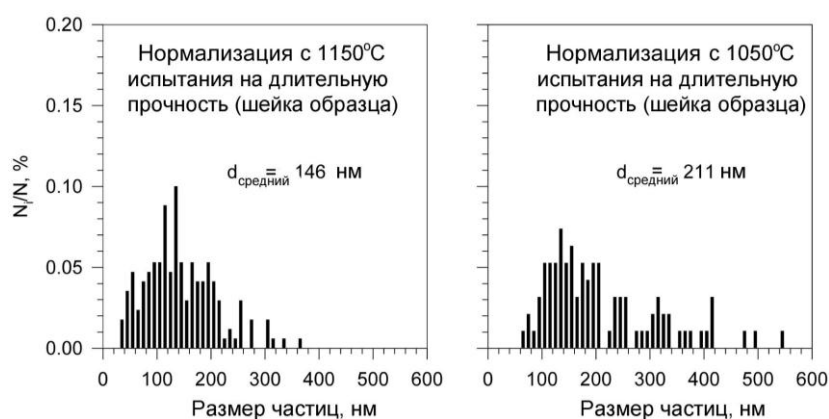 Нормализация с 1150°C
испытания на длительную
прочность (шейка образца)
dсредний= 146 нм
Ni/N, %
0.20
0.15
0.10
0.05
0.00
0 100 200 300 400 500 600
Размер частиц, нм
Нормализация с 1050°C
испытания на длительную
прочность (шейка образца)
dсредний= 211 нм
0 100 200 300 400 500 600
Размер частиц, нм